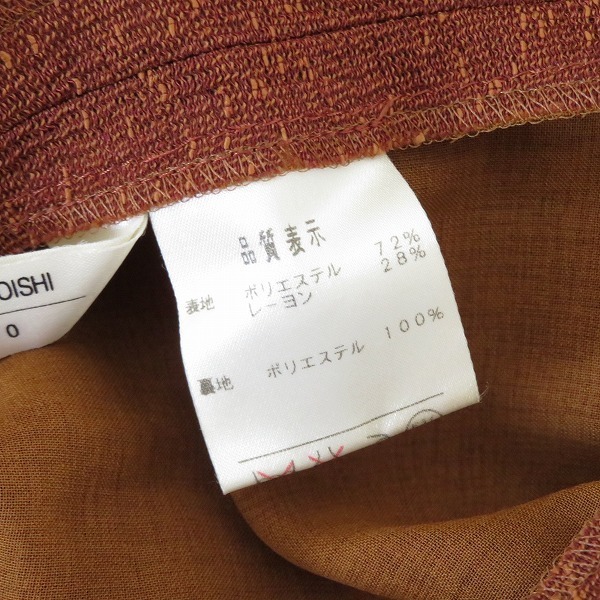 品質表示
表地 ポリエステル 72%
レーヨン 28%
裏地 ポリエステル 100%
OISHI
0